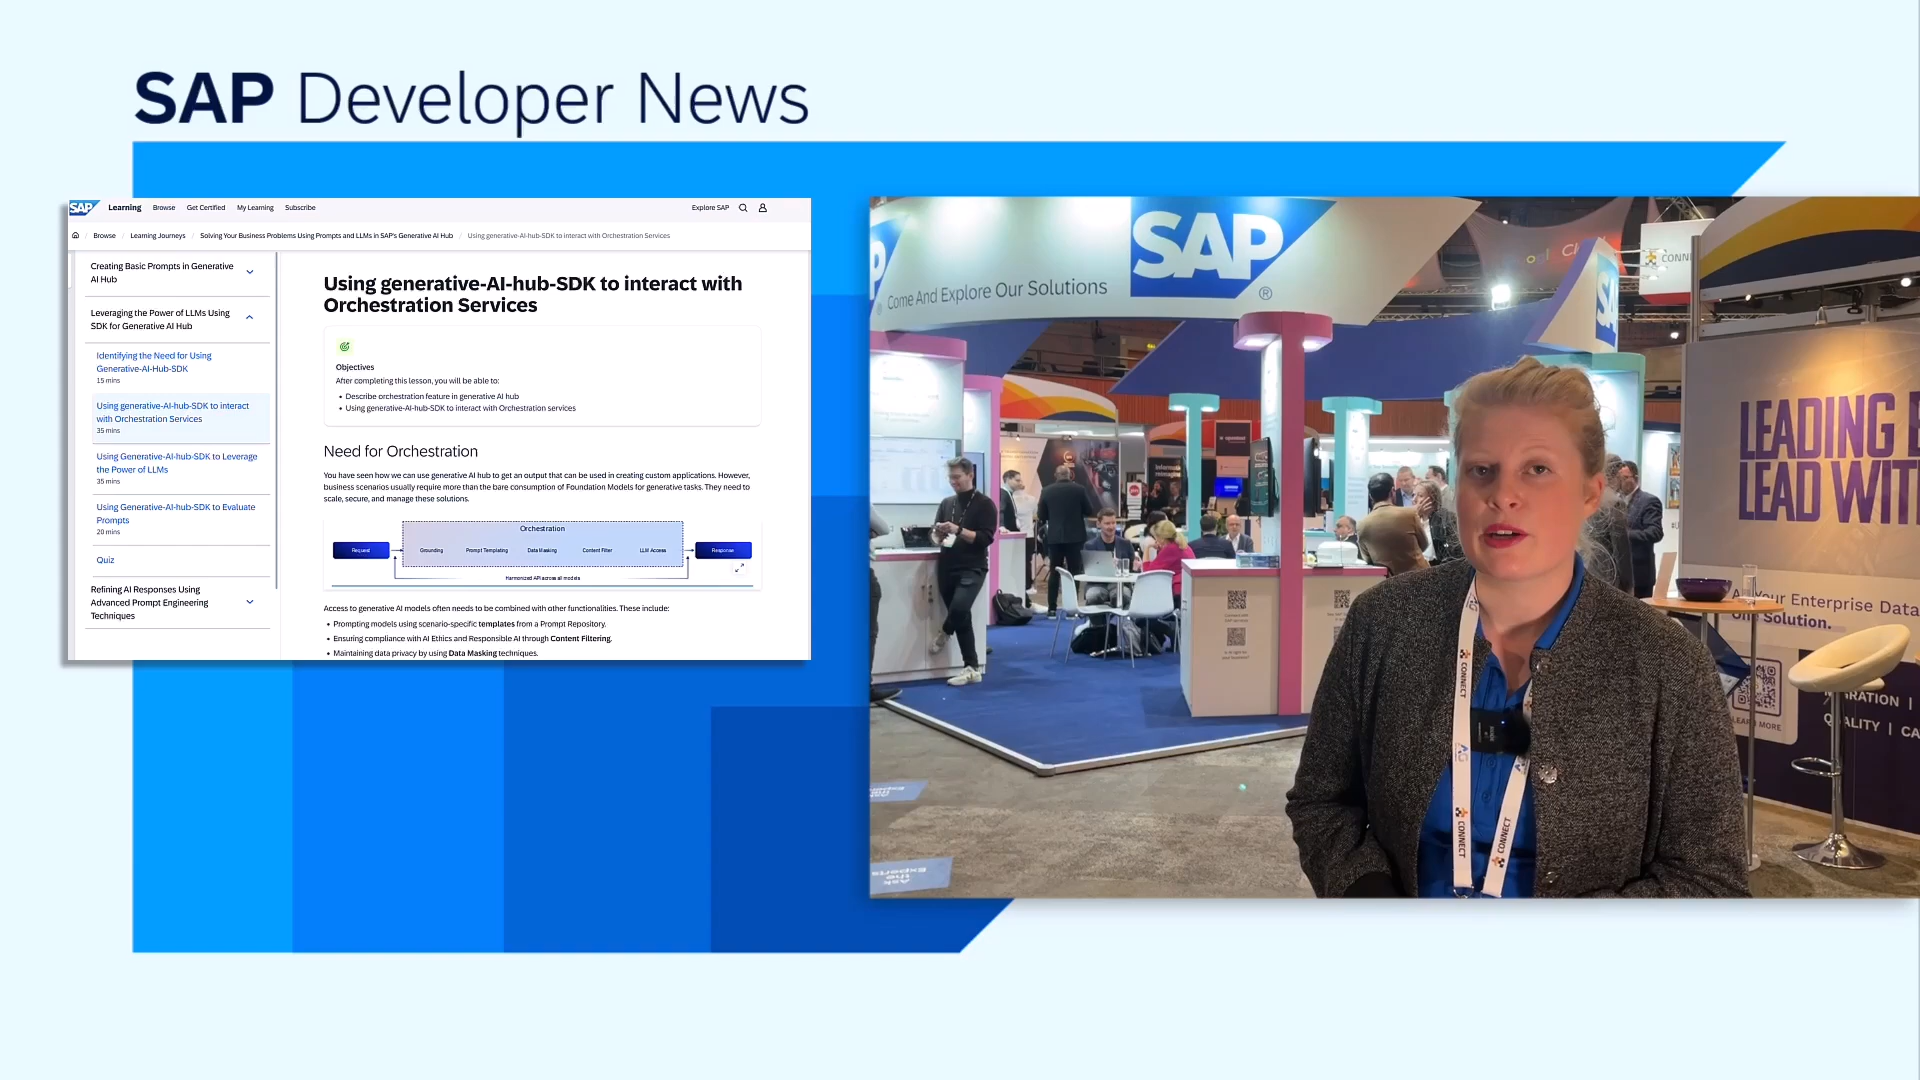 SAP Developer News
SAP Learning Browse Get Certified My Learning Subscribe Explore SAP
Browse / Learning Journeys / Solving Your Business Problems Using Prompts and LLMs in SAP's Generative AI Hub / Using generative-AI-hub-SDK to interact with Orchestration Services
Creating Basic Prompts in Generative
AI Hub
Leveraging the Power of LLMs Using
SDK for Generative AI Hub
Identifying the Need for Using
Generative-AI-Hub-SDK
15 mins
Using generative-AI-hub-SDK to interact
with Orchestration Services
35 mins
Using Generative-AI-hub-SDK to Leverage
the Power of LLMs
35 mins
Using Generative-AI-hub-SDK to Evaluate
Prompts
20 mins
Quiz
Refining AI Responses Using
Advanced Prompt Engineering
Techniques
Using generative-AI-hub-SDK to interact with
Orchestration Services
Objectives
After completing this lesson, you will be able to:
• Describe orchestration feature in generative AI hub
• Using generative-AI-hub-SDK to interact with Orchestration services
Need for Orchestration
You have seen how we can use generative AI hub to get an output that can be used in creating custom applications. However,
business scenarios usually require more than the bare consumption of Foundation Models for generative tasks. They need to
scale, secure, and manage these solutions.
Orchestration
Request Grounding Prompt Templating Data Masking Content Filter LLM Access Response
Harmonized API across all models
Access to generative AI models often needs to be combined with other functionalities. These include:
• Prompting models using scenario-specific templates from a Prompt Repository.
• Ensuring compliance with AI Ethics and Responsible AI through Content Filtering.
• Maintaining data privacy by using Data Masking techniques.
SAP
®
Come And Explore Our Solutions
SAP
CONN
LEADING
LEAD WIT
Your Enterprise Data
One Solution.
LEARN MORE
QUALITY | CA
CONNECT
CONNECT
CONNECT
Ask
the
Experts